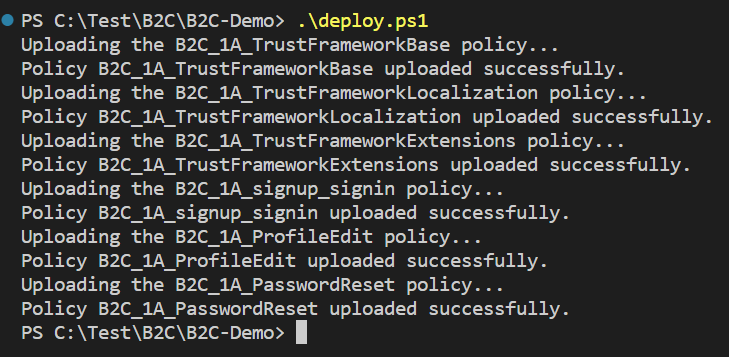 PS C:\Test\B2C\B2C-Demo> .\deploy.ps1
Uploading the B2C_1A_TrustFrameworkBase policy...
Policy B2C_1A_TrustFrameworkBase uploaded successfully.
Uploading the B2C_1A_TrustFrameworkLocalization policy...
Policy B2C_1A_TrustFrameworkLocalization uploaded successfully.
Uploading the B2C_1A_TrustFrameworkExtensions policy...
Policy B2C_1A_TrustFrameworkExtensions uploaded successfully.
Uploading the B2C_1A_signup_signin policy...
Policy B2C_1A_signup_signin uploaded successfully.
Uploading the B2C_1A_ProfileEdit policy...
Policy B2C_1A_ProfileEdit uploaded successfully.
Uploading the B2C_1A_PasswordReset policy...
Policy B2C_1A_PasswordReset uploaded successfully.
PS C:\Test\B2C\B2C-Demo>